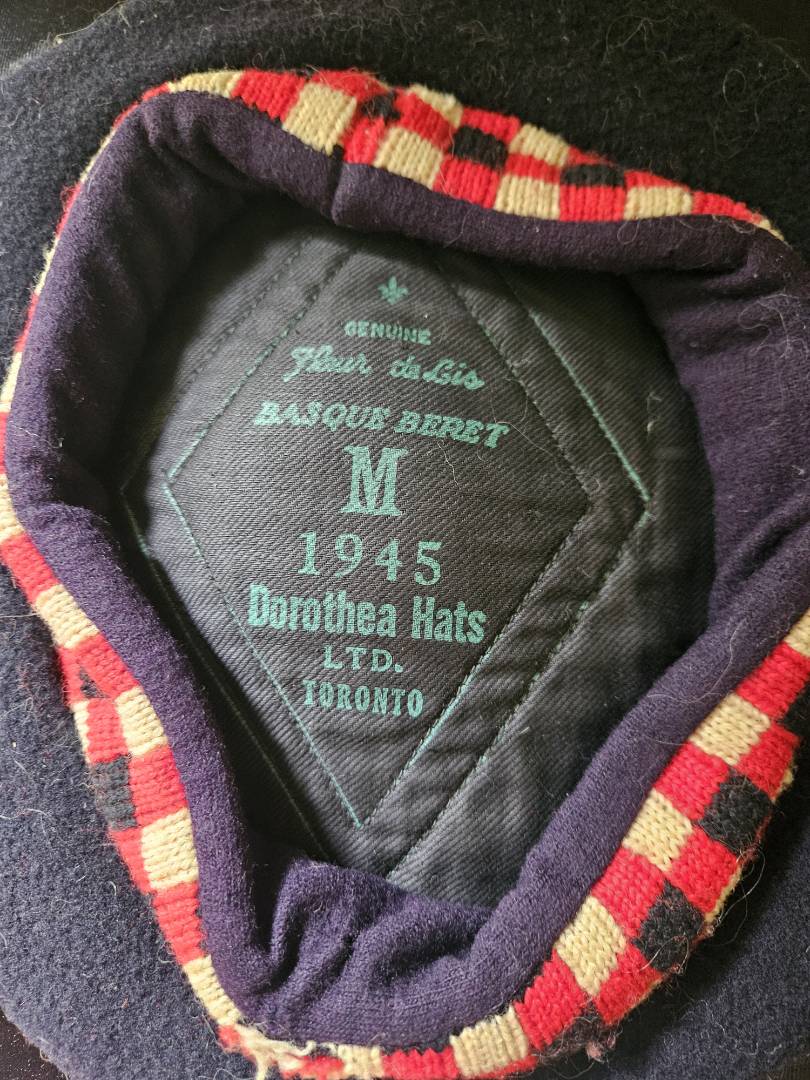 GENUINE
Fleur de Lis
BASQUE BERET
M
1945
Dorothea Hats
LTD.
TORONTO